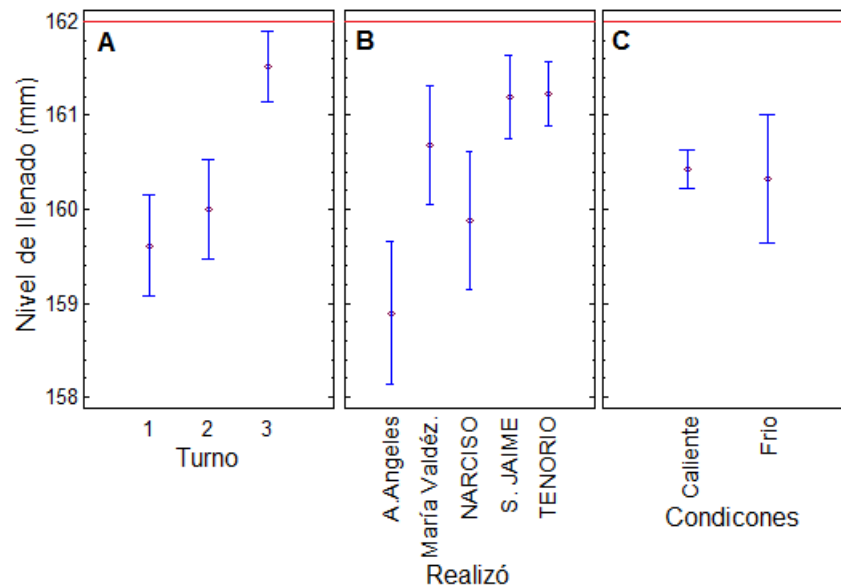 Nivel de llenado (mm)
162
161
160
159
158
A
B
C
1 2 3
Turno
A.Angeles
María Valdéz.
NARCISO
S. JAIME
TENORIO
Realizó
Caliente
Frio
Condicones